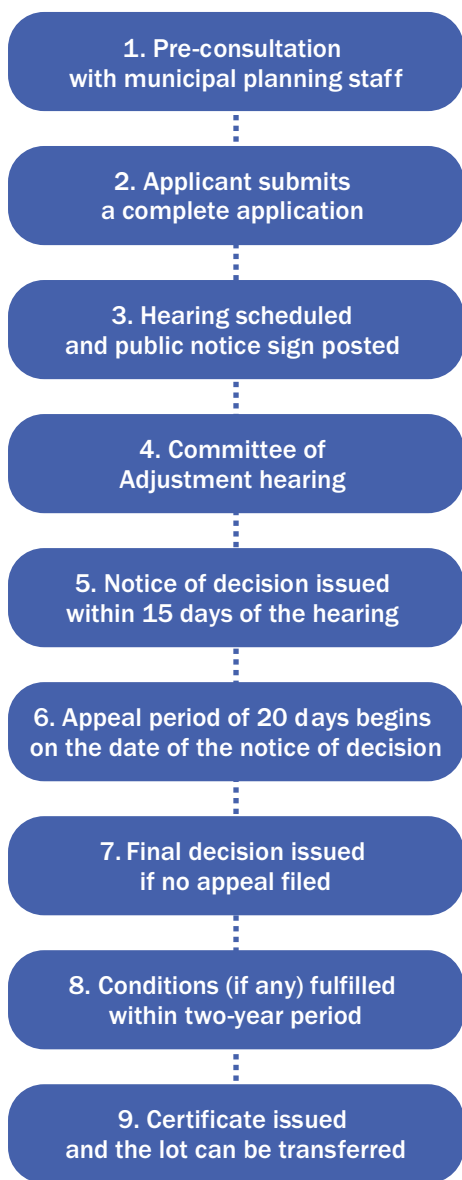 1. Pre-consultation
with municipal planning staff
2. Applicant submits
a complete application
3. Hearing scheduled
and public notice sign posted
4. Committee of
Adjustment hearing
5. Notice of decision issued
within 15 days of the hearing
6. Appeal period of 20 days begins
on the date of the notice of decision
7. Final decision issued
if no appeal filed
8. Conditions (if any) fulfilled
within two-year period
9. Certificate issued
and the lot can be transferred